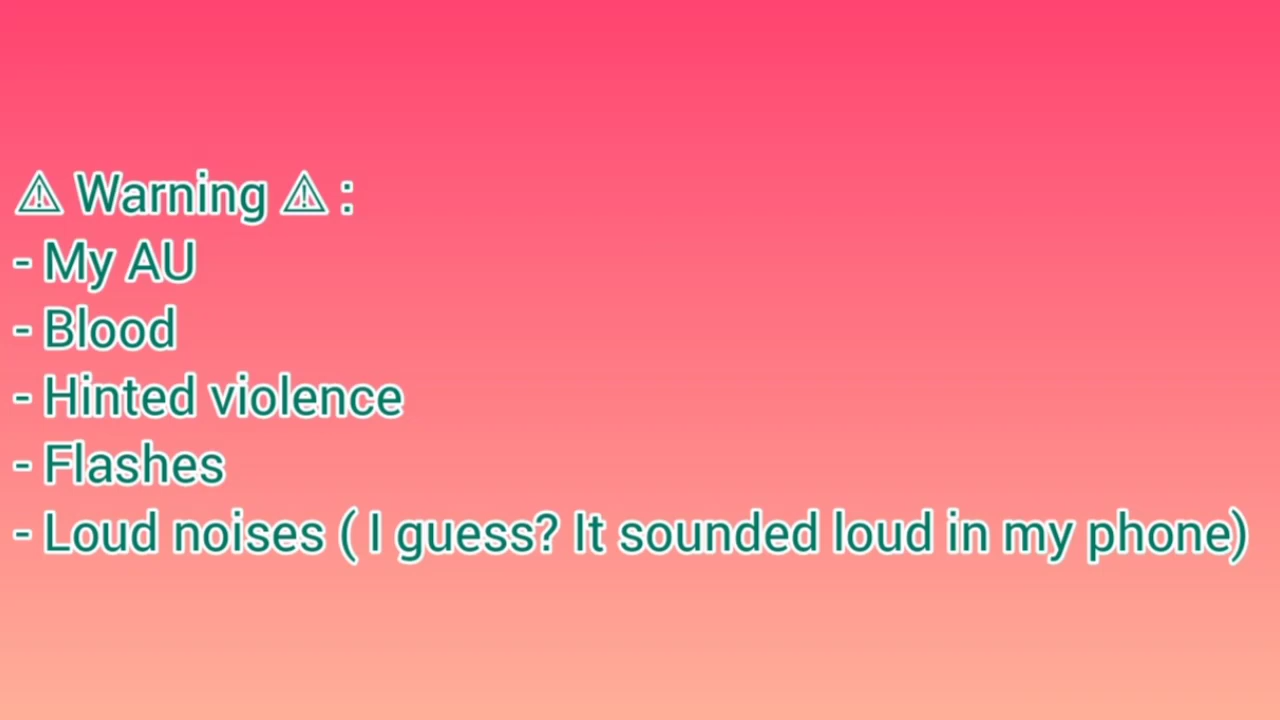 ⚠ Warning ⚠ :
- My AU
- Blood
- Hinted violence
- Flashes
- Loud noises ( I guess? It sounded loud in my phone)